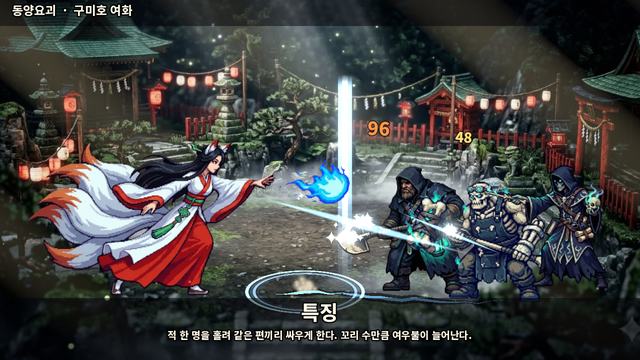 동양요괴 · 구미호 여화
96
48
특징
적 한 명을 홀려 같은 편끼리 싸우게 한다. 꼬리 수만큼 여우불이 늘어난다.